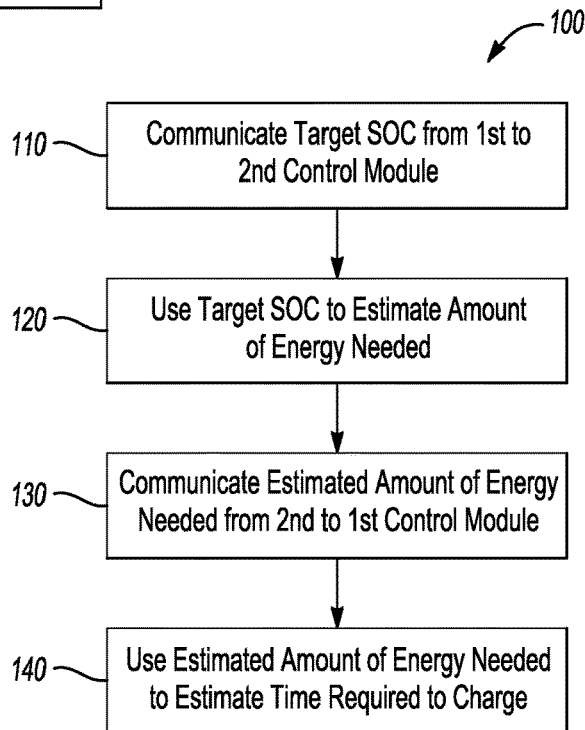 100
110
Communicate Target SOC from 1st to
2nd Control Module
120
Use Target SOC to Estimate Amount
of Energy Needed
130
Communicate Estimated Amount of Energy
Needed from 2nd to 1st Control Module
140
Use Estimated Amount of Energy Needed
to Estimate Time Required to Charge